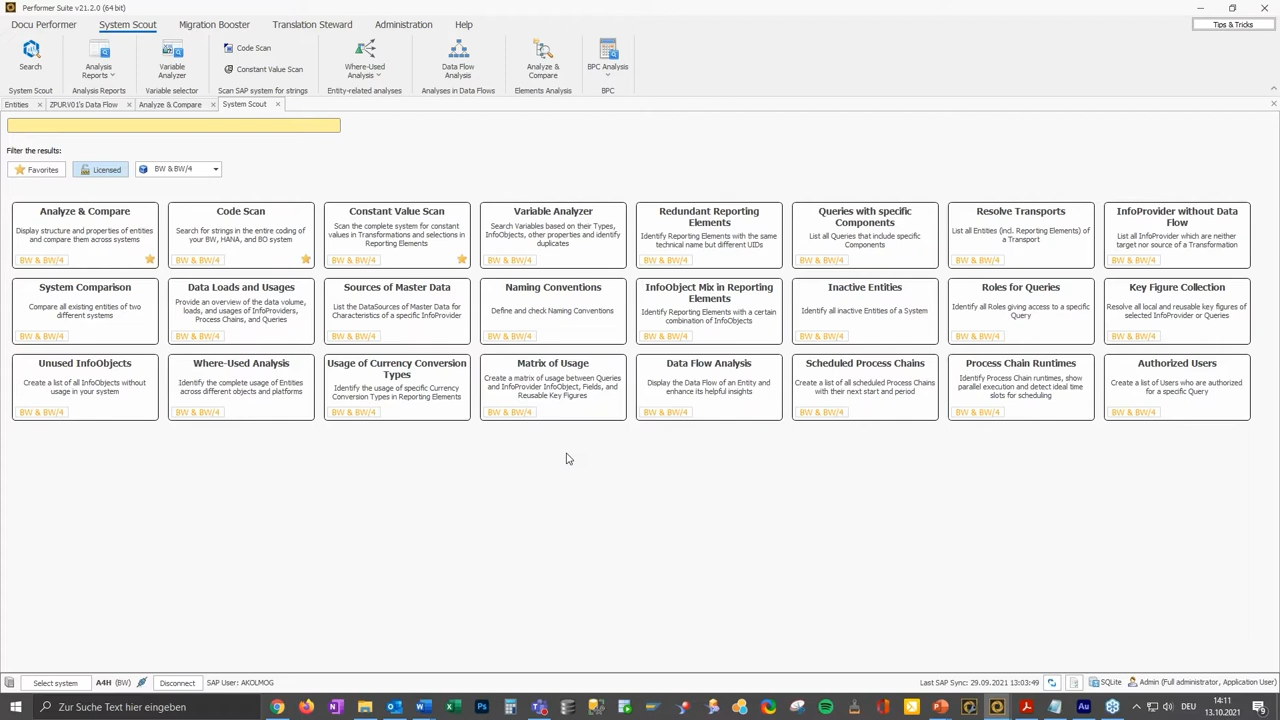 Performer Suite v21.2.0 (64 bit)
Docu Performer System Scout Migration Booster Translation Steward Administration Help Tips & Tricks
Search
Analysis Reports
Variable Analyzer
Code Scan
Constant Value Scan
Where-Used Analysis
Data Flow Analysis
Analyze & Compare
BPC Analysis
System Scout Analysis Reports Variable selector Scan SAP system for strings Entity-related analyses Analyses in Data Flows Elements Analysis BPC
Entities ZPURV01's Data Flow Analyze & Compare System Scout
Filter the results:
Favorites Licensed BW & BW/4
Analyze & Compare
Display structure and properties of entities and compare them across systems
BW & BW/4
Code Scan
Search for strings in the entire coding of your BW, HANA, and BO system
BW & BW/4
Constant Value Scan
Scan the complete system for constant values in Transformations and selections in Reporting Elements
BW & BW/4
Variable Analyzer
Search Variables based on their Types, InfoObjects, other properties and identify duplicates
BW & BW/4
Redundant Reporting Elements
Identify Reporting Elements with the same technical name but different UIDs
BW & BW/4
Queries with specific Components
List all Queries that include specific Components
BW & BW/4
Resolve Transports
List all Entities (incl. Reporting Elements) of a Transport
BW & BW/4
InfoProvider without Data Flow
List all InfoProvider which are neither target nor source of a Transformation
BW & BW/4
System Comparison
Compare all existing entities of two different systems
BW & BW/4
Data Loads and Usages
Provide an overview of the data volume, loads, and usages of InfoProviders, Process Chains, and Queries
BW & BW/4
Sources of Master Data
List the DataSources of Master Data for Characteristics of a specific InfoProvider
BW & BW/4
Naming Conventions
Define and check Naming Conventions
BW & BW/4
InfoObject Mix in Reporting Elements
Identify Reporting Elements with a certain combination of InfoObjects
BW & BW/4
Inactive Entities
Identify all inactive Entities of a System
BW & BW/4
Roles for Queries
Identify all Roles giving access to a specific Query
BW & BW/4
Key Figure Collection
Resolve all local and reusable key figures of selected InfoProvider or Queries
BW & BW/4
Unused InfoObjects
Create a list of all InfoObjects without usage in your system
BW & BW/4
Where-Used Analysis
Identify the complete usage of Entities across different objects and platforms
BW & BW/4
Usage of Currency Conversion Types
Identify the usage of specific Currency Conversion Types in Reporting Elements
BW & BW/4
Matrix of Usage
Create a matrix of usage between Queries and InfoProvider InfoObject, Fields, and Reusable Key Figures
BW & BW/4
Data Flow Analysis
Display the Data Flow of an Entity and enhance its helpful insights
BW & BW/4
Scheduled Process Chains
Create a list of all scheduled Process Chains with their next start and period
BW & BW/4
Process Chain Runtimes
Identify Process Chain runtimes, show parallel execution and detect ideal time slots for scheduling
BW & BW/4
Authorized Users
Create a list of Users who are authorized for a specific Query
BW & BW/4
Select system A4H (BW) Disconnect SAP User: AKOLMOG Last SAP Sync: 29.09.2021 13:03:49 SQLite Admin (Full administrator, Application User)
Zur Suche Text hier eingeben DEU 14:11
13.10.2021